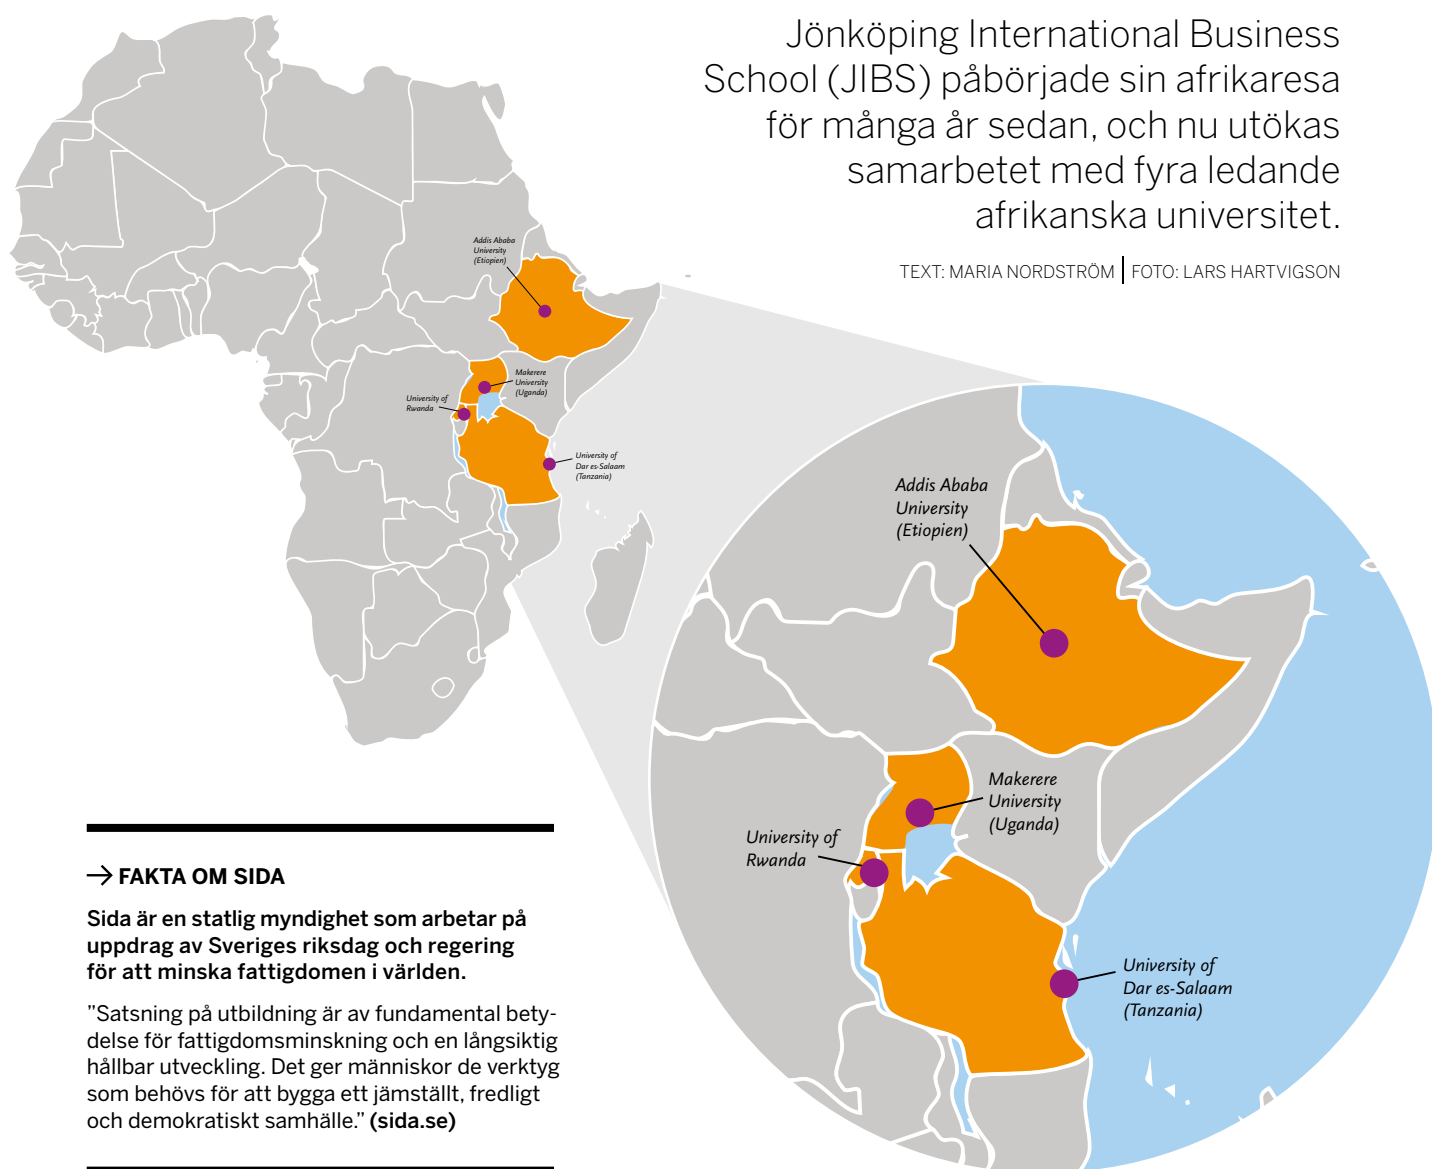 Jönköping International Business
School (JIBS) påbörjade sin afrikaresa
för många år sedan, och nu utökas
samarbetet med fyra ledande
afrikanska universitet.
TEXT: MARIA NORDSTRÖM | FOTO: LARS HARTVIGSON
Addis Ababa
University
(Etiopien)
Makerere
University
(Uganda)
University of
Rwanda
University of
Dar es-Salaam
(Tanzania)
Addis Ababa
University
(Etiopien)
Makerere
University
(Uganda)
University of
Rwanda
University of
Dar es-Salaam
(Tanzania)
→ FAKTA OM SIDA
Sida är en statlig myndighet som arbetar på
uppdrag av Sveriges riksdag och regering
för att minska fattigdomen i världen.
”Satsning på utbildning är av fundamental bety-
delse för fattigdomsminskning och en långsiktig
hållbar utveckling. Det ger människor de verktyg
som behövs för att bygga ett jämställt, fredligt
och demokratiskt samhälle.” (sida.se)